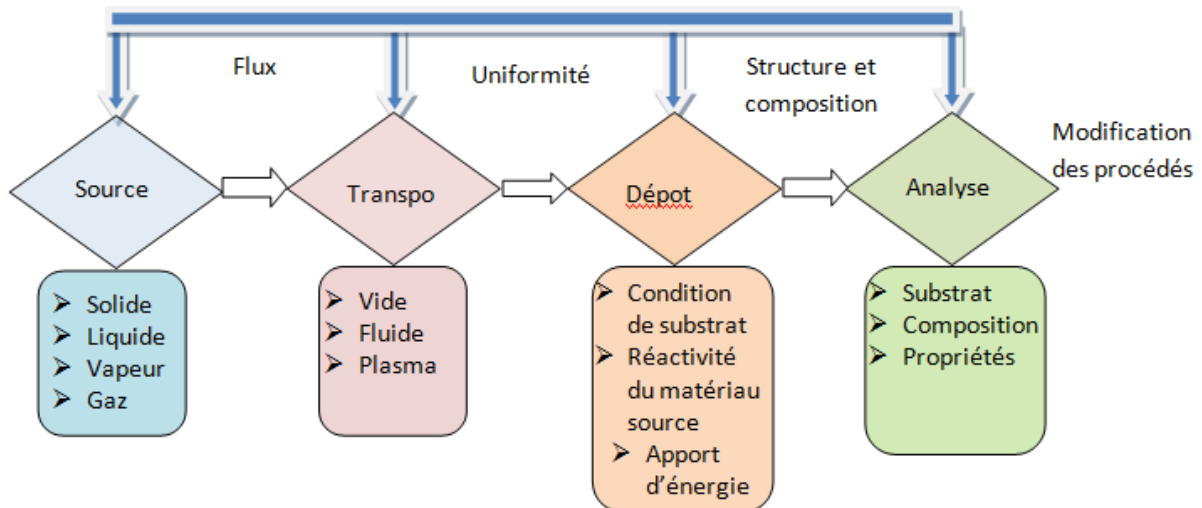 Flux
Uniformité
Structure et
composition
Modification
des procédés
Source
Transpo
Dépot
Analyse
➤ Solide
➤ Liquide
➤ Vapeur
➤ Gaz
➤ Vide
➤ Fluide
➤ Plasma
➤ Condition
de substrat
➤ Réactivité
du matériau
source
➤ Apport
d'énergie
➤ Substrat
➤ Composition
➤ Propriétés